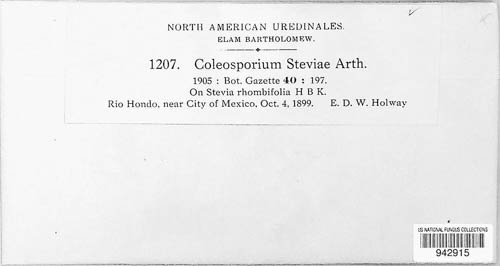 NORTH AMERICAN UREDINALES.
ELAM BARTHOLOMEW.
1207. Coleosporium Steviae Arth.
1905 : Bot. Gazette 40 : 197.
On Stevia rhombifolia H B K.
Rio Hondo, near City of Mexico, Oct. 4, 1899. E. D. W. Holway
US NATIONAL FUNGUS COLLECTIONS
942915